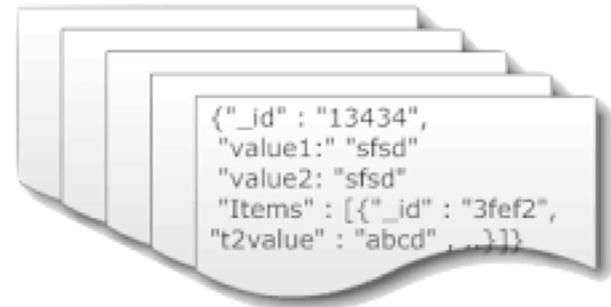 {"_id" : "13434",
"value1:" "sfsd"
"value2: "sfsd"
"Items" : [{"_id" : "3fef2",
"t2value" : "abcd" , ..}]}